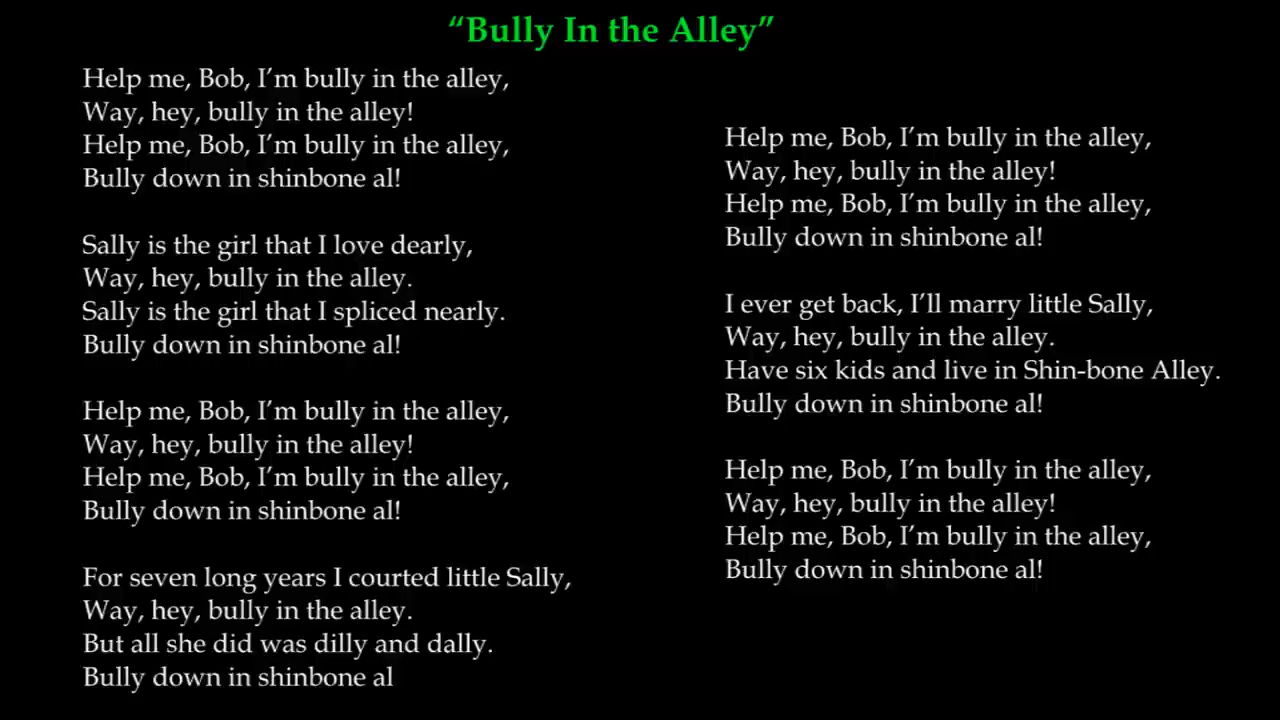 “Bully In the Alley”
Help me, Bob, I’m bully in the alley,
Way, hey, bully in the alley!
Help me, Bob, I’m bully in the alley,
Bully down in shinbone al!
Sally is the girl that I love dearly,
Way, hey, bully in the alley.
Sally is the girl that I spliced nearly.
Bully down in shinbone al!
Help me, Bob, I’m bully in the alley,
Way, hey, bully in the alley!
Help me, Bob, I’m bully in the alley,
Bully down in shinbone al!
For seven long years I courted little Sally,
Way, hey, bully in the alley.
But all she did was dilly and dally.
Bully down in shinbone al
Help me, Bob, I’m bully in the alley,
Way, hey, bully in the alley!
Help me, Bob, I’m bully in the alley,
Bully down in shinbone al!
I ever get back, I’ll marry little Sally,
Way, hey, bully in the alley.
Have six kids and live in Shin-bone Alley.
Bully down in shinbone al!
Help me, Bob, I’m bully in the alley,
Way, hey, bully in the alley!
Help me, Bob, I’m bully in the alley,
Bully down in shinbone al!